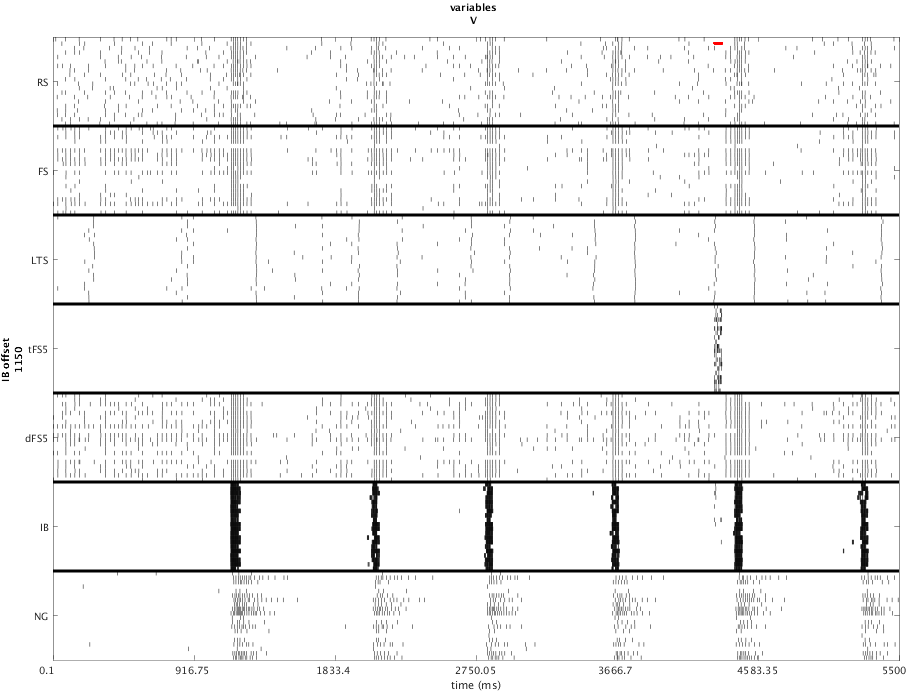 variables
V
RS
FS
LTS
tFS5
dFS5
IB
NG
IB offset
1150
0.1 916.75 1833.4 2750.05 3666.7 4583.35 5500
time (ms)